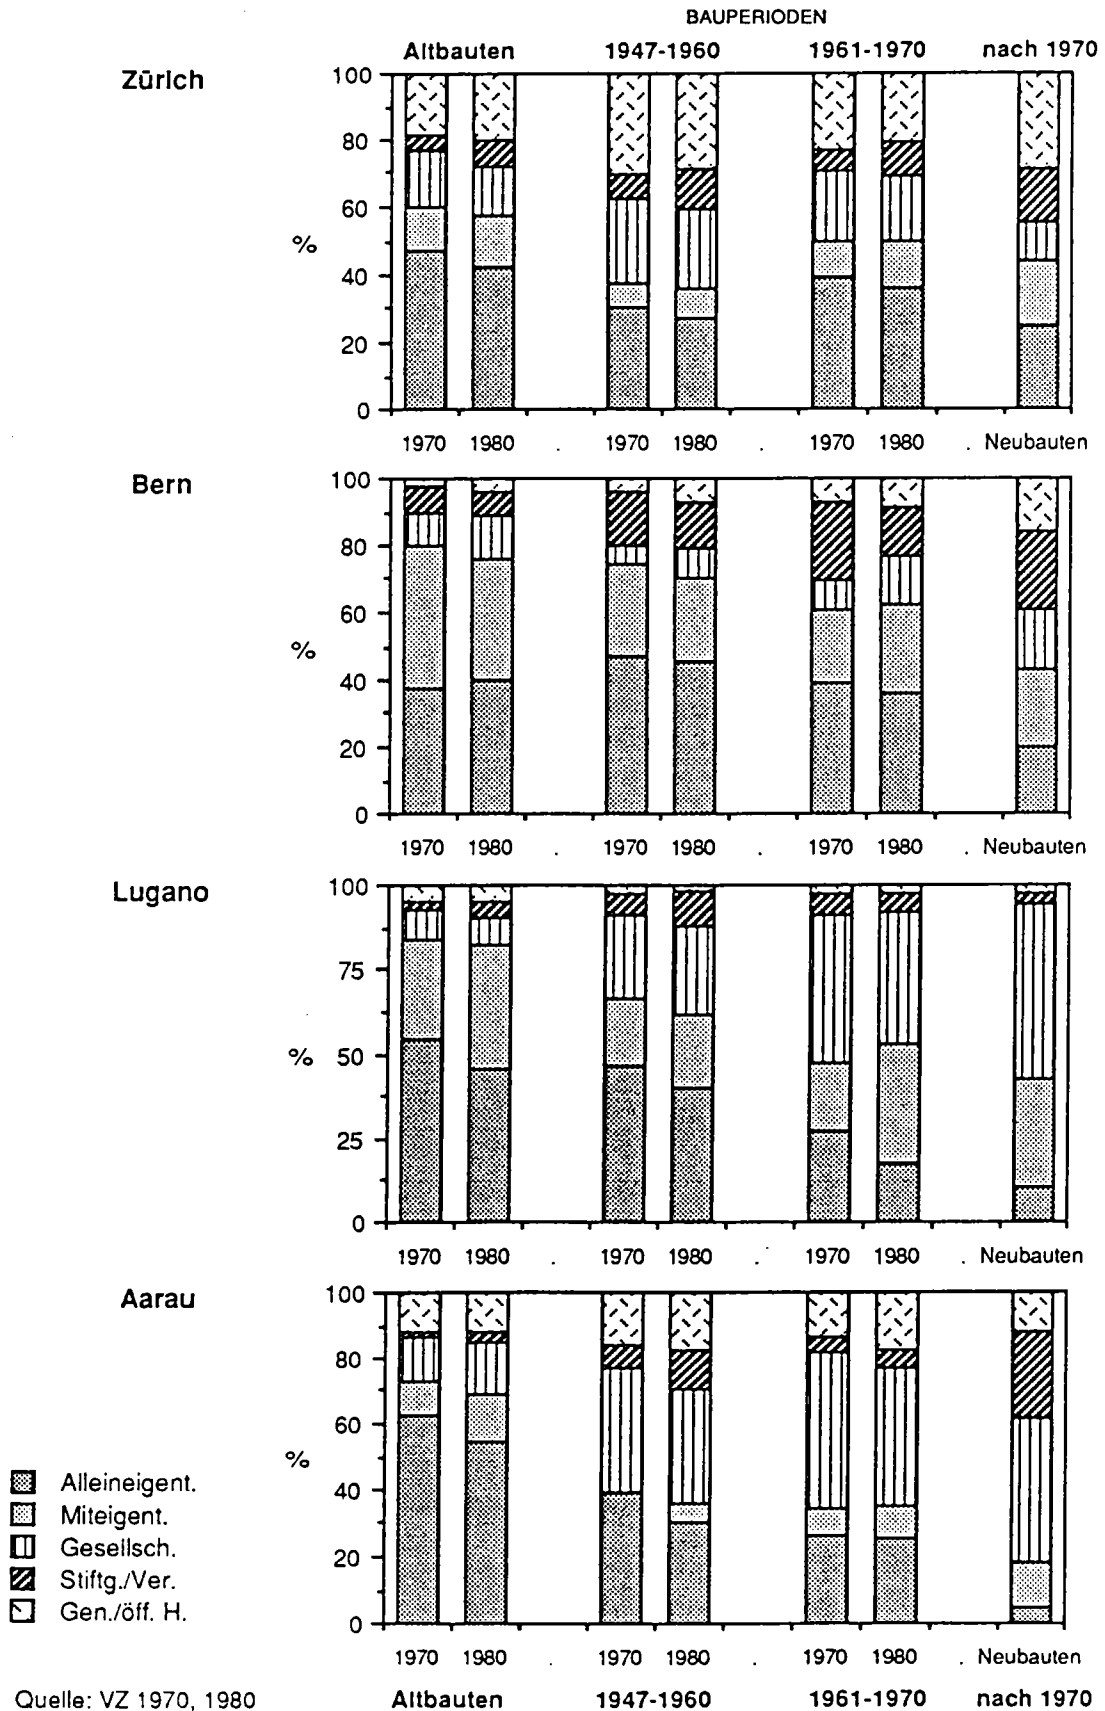 BAUPERIODEN
Altbauten 1947-1960 1961-1970 nach 1970
Zürich
100
80
60
%
40
20
0
1970 1980 . 1970 1980 . 1970 1980 . Neubauten
Bern
100
80
60
%
40
20
0
1970 1980 . 1970 1980 . 1970 1980 . Neubauten
Lugano
100
75
%
50
25
0
1970 1980 . 1970 1980 . 1970 1980 . Neubauten
Aarau
100
80
60
%
40
20
0
Alleineigent.
Miteigent.
Gesellsch.
Stiftg./Ver.
Gen./öff. H.
1970 1980 . 1970 1980 . 1970 1980 . Neubauten
Quelle: VZ 1970, 1980
Altbauten 1947-1960 1961-1970 nach 1970